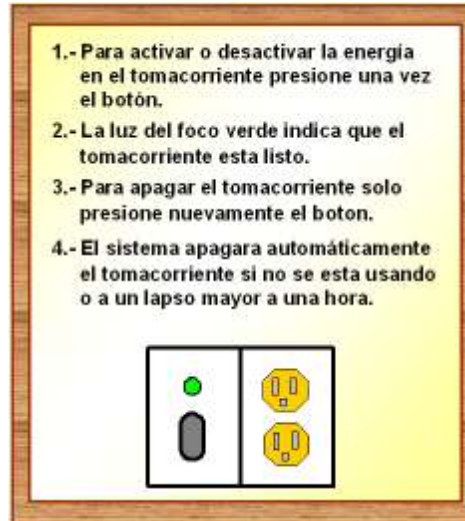 1.- Para activar o desactivar la energía
en el tomacorriente presione una vez
el botón.
2.- La luz del foco verde indica que el
tomacorriente esta listo.
3.- Para apagar el tomacorriente solo
presione nuevamente el boton.
4.- El sistema apagara automáticamente
el tomacorriente si no se esta usando
o a un lapso mayor a una hora.